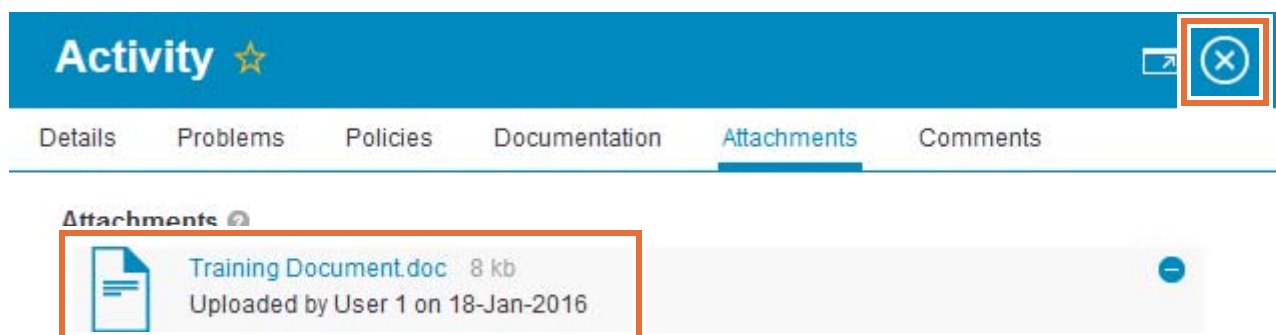 Activity
Details Problems Policies Documentation Attachments Comments
Attachments
Training Document.doc 8 kb
Uploaded by User 1 on 18-Jan-2016